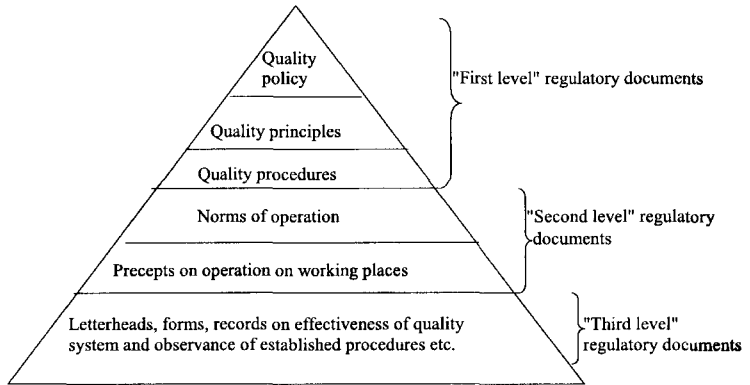 Quality
policy
"First level" regulatory documents
Quality principles
Quality procedures
Norms of operation
"Second level" regulatory
documents
Precepts on operation on working places
Letterheads, forms, records on effectiveness of quality
system and observance of established procedures etc.
"Third level"
regulatory documents